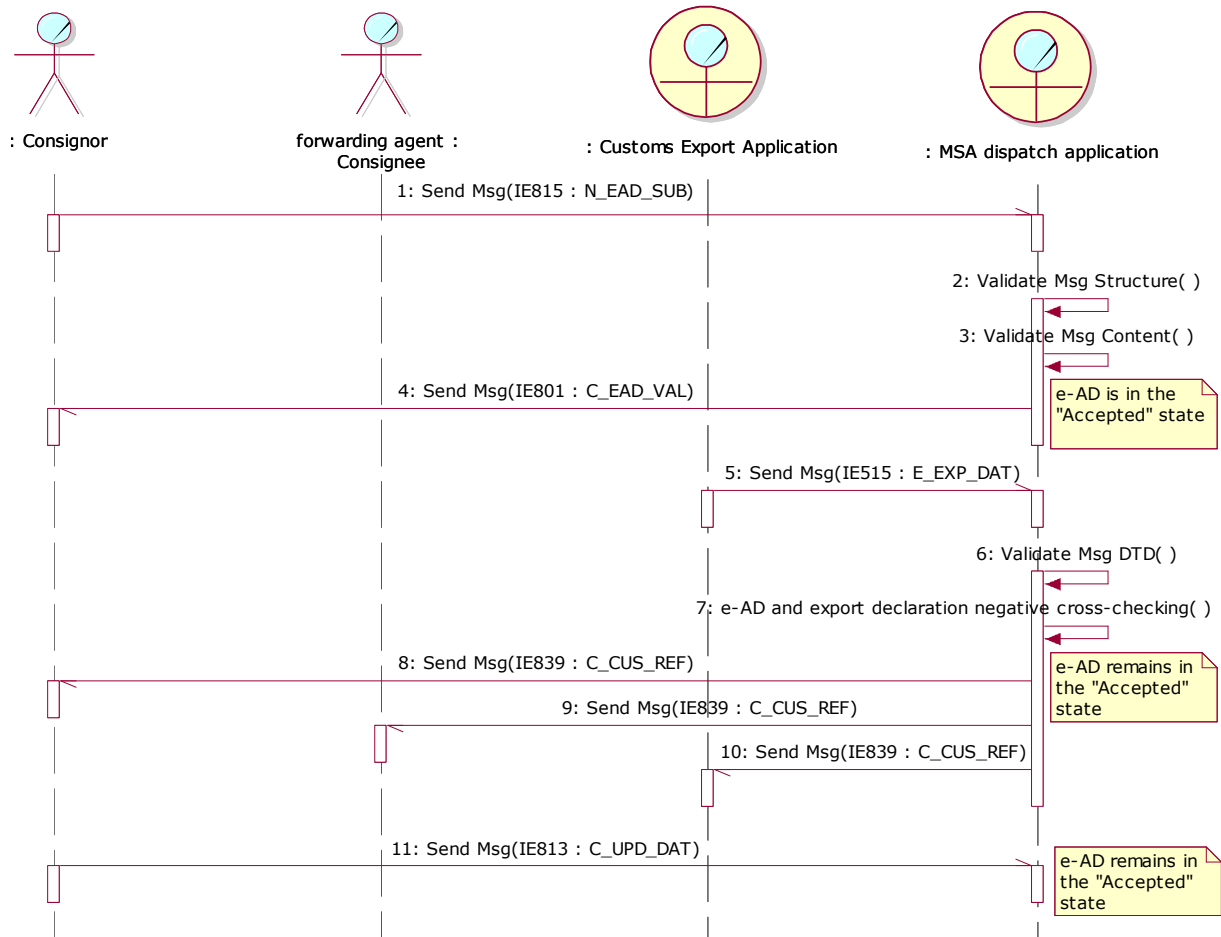 : Consignor
forwarding agent :
Consignee
: Customs Export Application
: MSA dispatch application
1: Send Msg(IE815 : N_EAD_SUB)
2: Validate Msg Structure( )
3: Validate Msg Content( )
4: Send Msg(IE801 : C_EAD_VAL)
e-AD is in the
"Accepted" state
5: Send Msg(IE515 : E_EXP_DAT)
6: Validate Msg DTD( )
7: e-AD and export declaration negative cross-checking( )
8: Send Msg(IE839 : C_CUS_REF)
e-AD remains in
the "Accepted"
state
9: Send Msg(IE839 : C_CUS_REF)
10: Send Msg(IE839 : C_CUS_REF)
11: Send Msg(IE813 : C_UPD_DAT)
e-AD remains in
the "Accepted"
state